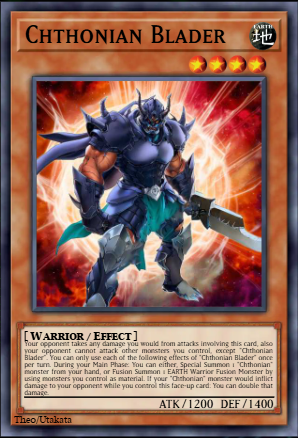 Chthonian Blader
EARTH
地
[Warrior / Effect]
Your opponent takes any damage you would from attacks involving this card, also
your opponent cannot attack other monsters you control, except "Chthonian
Blader". You can only use each of the following effects of "Chthonian Blader" once
per turn. During your Main Phase: You can either, Special Summon 1 "Chthonian"
monster from your hand, or Fusion Summon 1 EARTH Warrior Fusion Monster by
using monsters you control as material. If your "Chthonian" monster would inflict
damage to your opponent while you control this face-up card: You can double that
damage.
ATK/1200 DEF/1400
Theo/Utakata